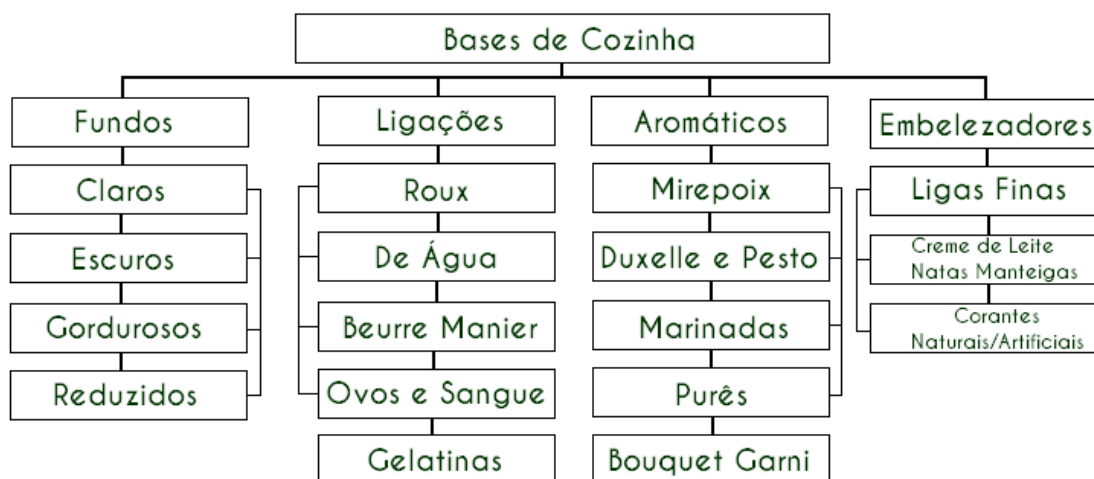 Bases de Cozinha
Fundos
Claros
Escuros
Gordurosos
Reduzidos
Ligações
Roux
De Água
Beurre Manier
Ovos e Sangue
Gelatinas
Aromáticos
Mirepoix
Duxelle e Pesto
Marinadas
Purês
Bouquet Garni
Embelezadores
Ligas Finas
Creme de Leite
Natas Manteigas
Corantes
Naturais/Artificiais